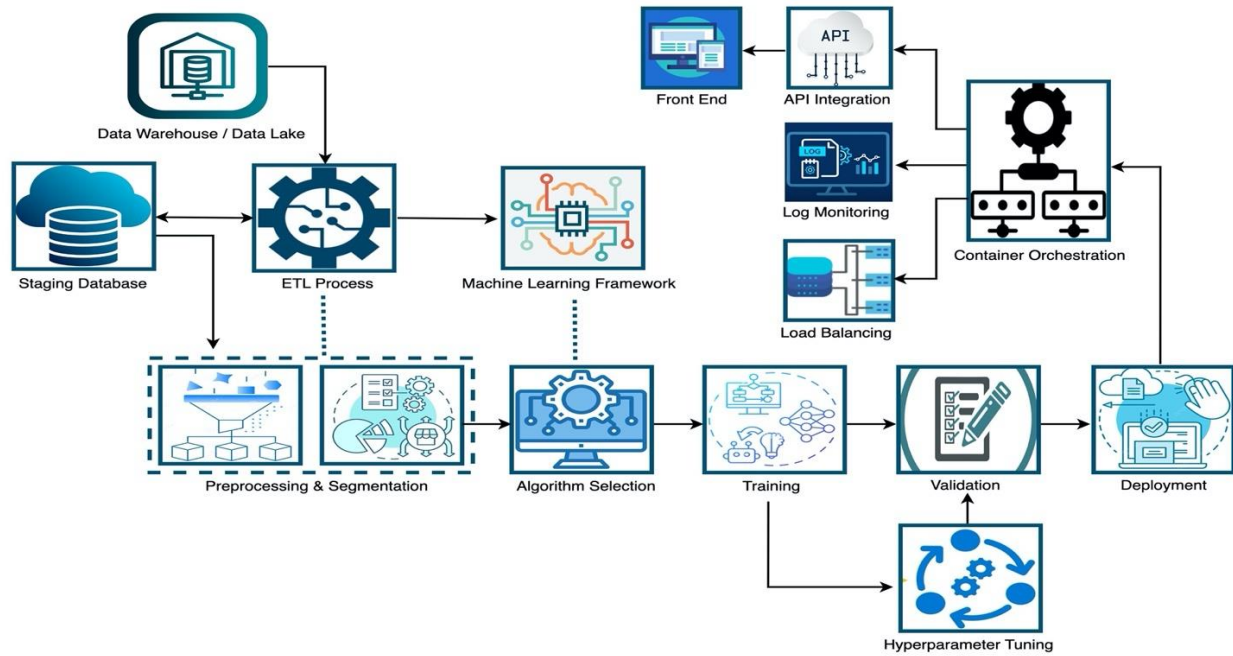 API
Front End
API Integration
Data Warehouse / Data Lake
LOG
Log Monitoring
Container Orchestration
Staging Database
ETL Process
Machine Learning Framework
Load Balancing
Preprocessing & Segmentation
Algorithm Selection
Training
Validation
Deployment
Hyperparameter Tuning